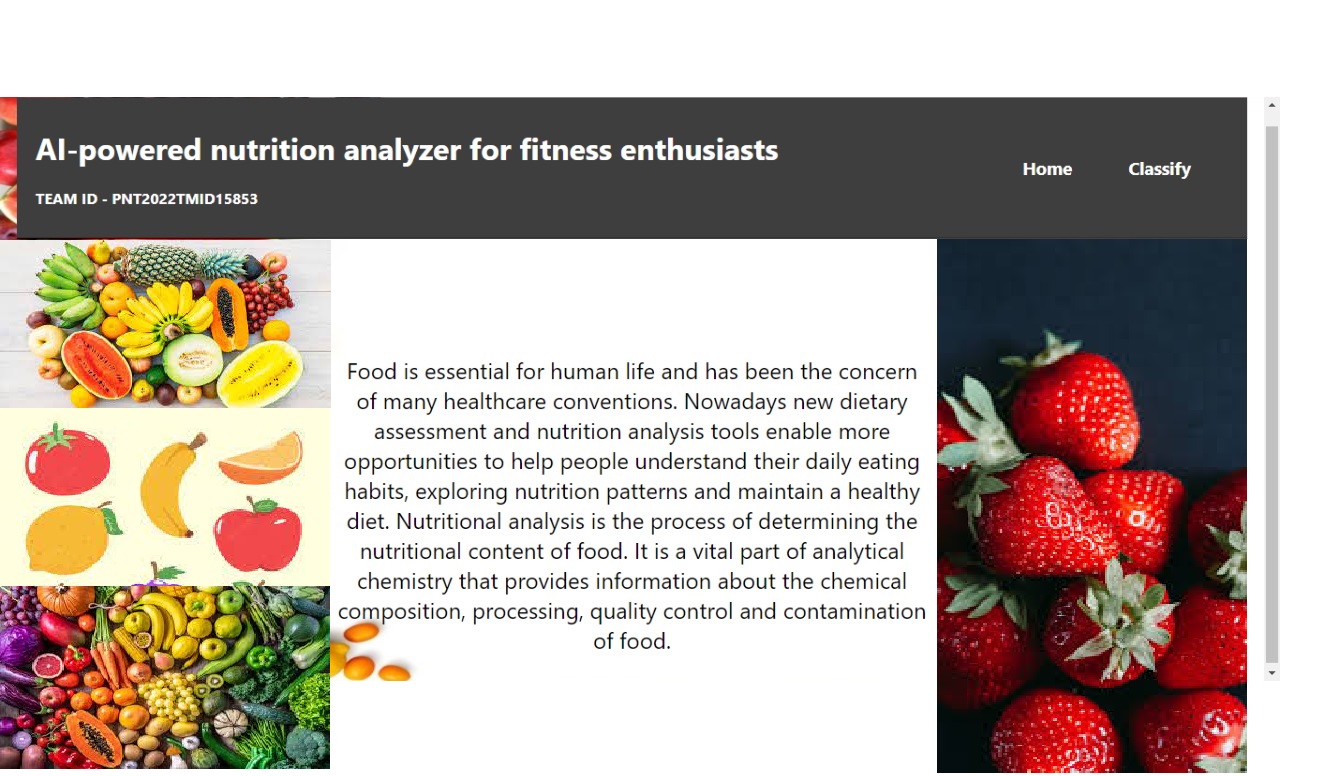 AI-powered nutrition analyzer for fitness enthusiasts
TEAM ID - PNT2022TMID15853
Home
Classify
Food is essential for human life and has been the concern
of many healthcare conventions. Nowadays new dietary
assessment and nutrition analysis tools enable more
opportunities to help people understand their daily eating
habits, exploring nutrition patterns and maintain a healthy
diet. Nutritional analysis is the process of determining the
nutritional content of food. It is a vital part of analytical
chemistry that provides information about the chemical
composition, processing, quality control and contamination
of food.